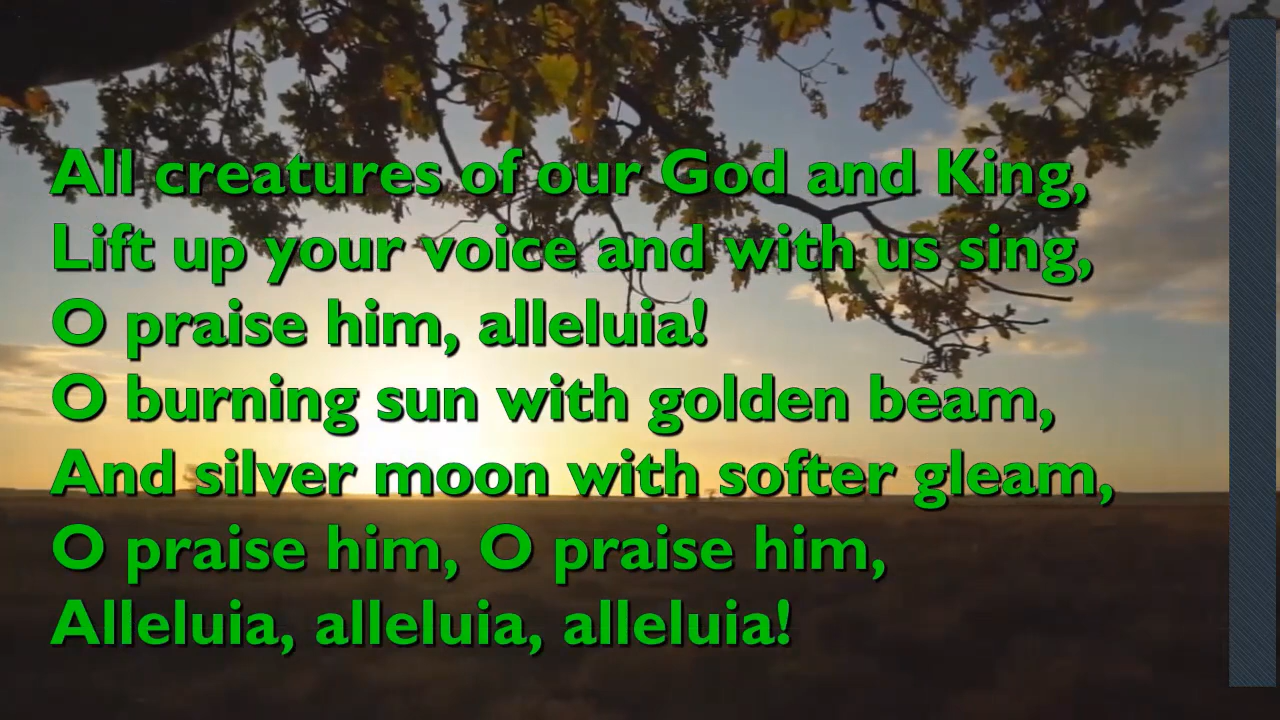 All creatures of our God and King,
Lift up your voice and with us sing,
O praise him, alleluia!
O burning sun with golden beam,
And silver moon with softer gleam,
O praise him, O praise him,
Alleluia, alleluia, alleluia!